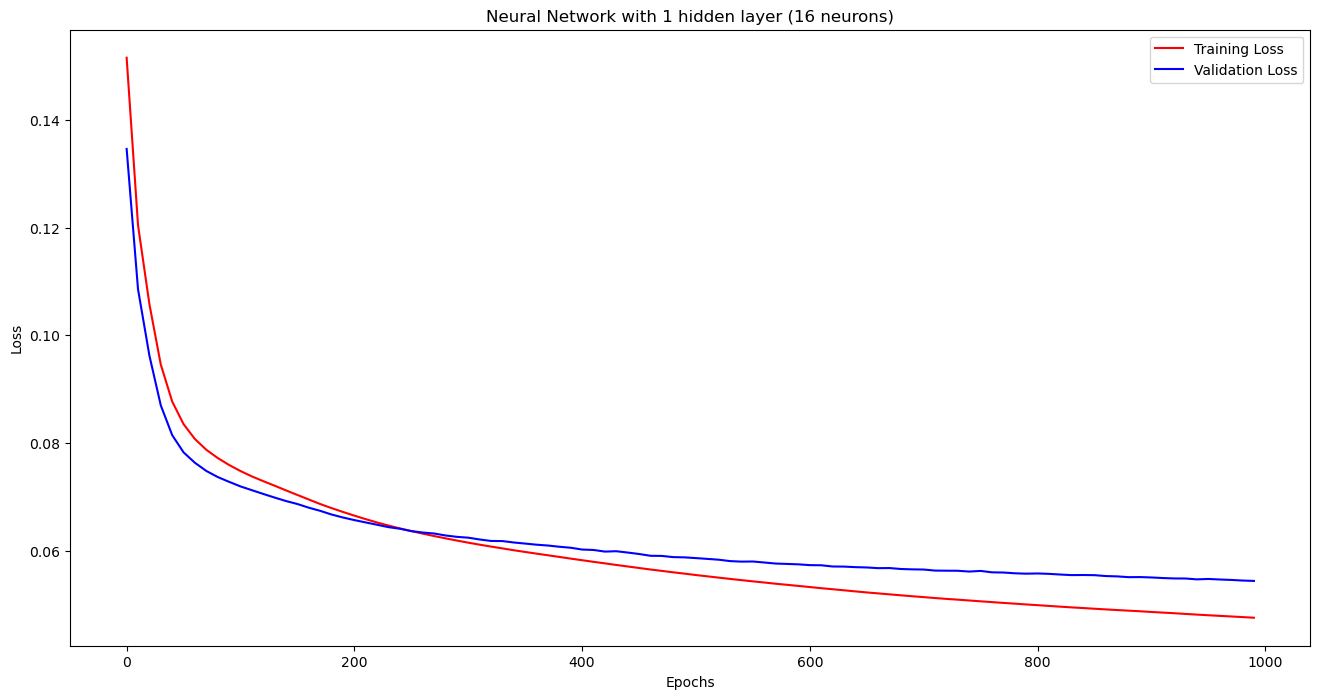 Neural Network with 1 hidden layer (16 neurons)
Training Loss
Validation Loss
Loss
0.14
0.12
0.10
0.08
0.06
0
200
400
600
800
1000
Epochs